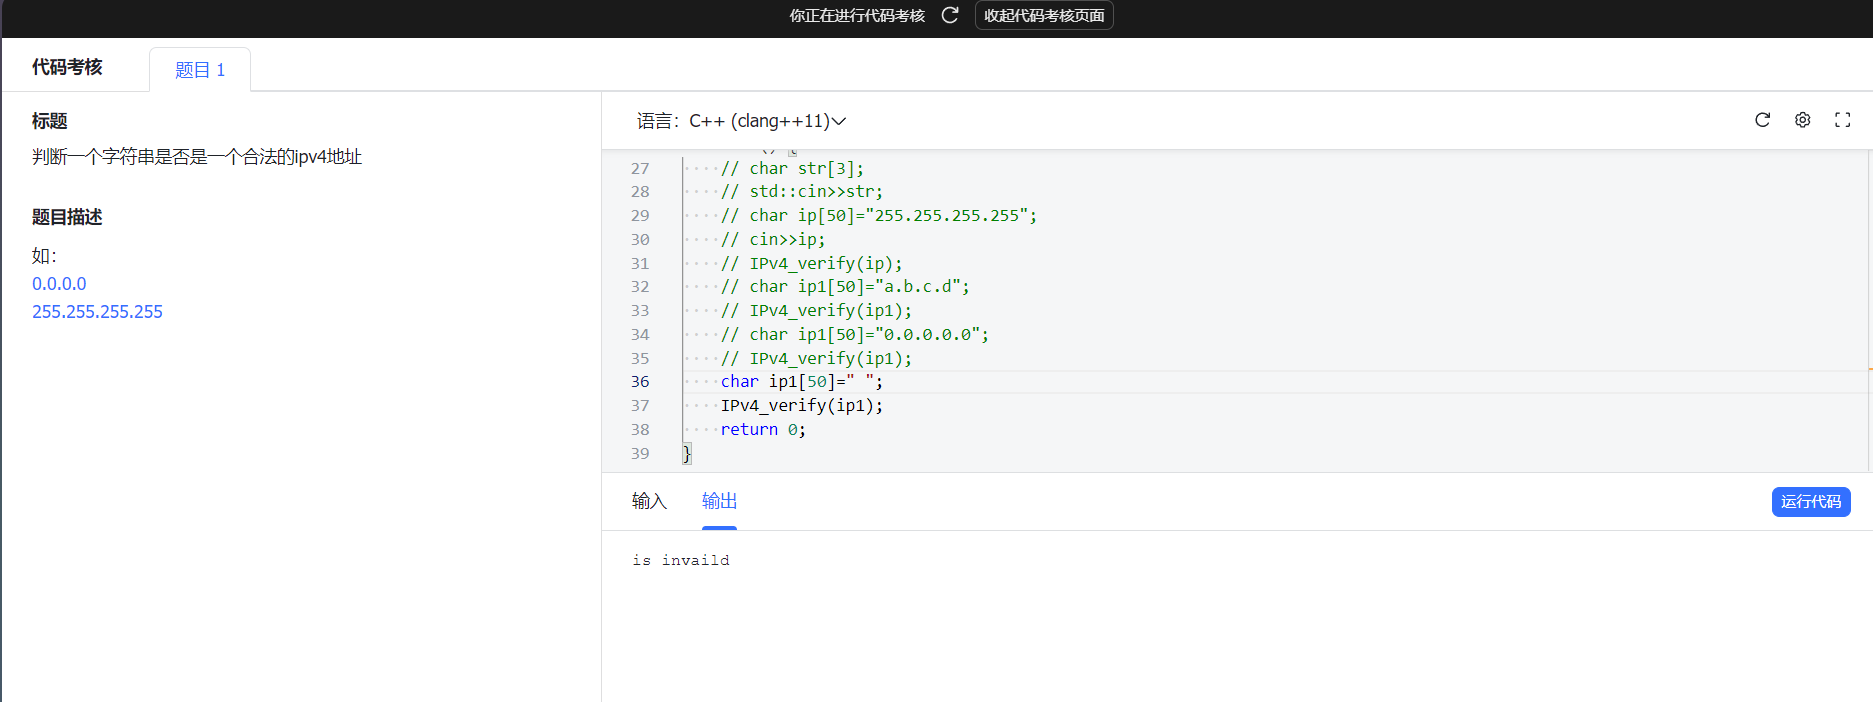 你正在进行代码考核 收起代码考核页面
代码考核 题目 1
标题
判断一个字符串是否是一个合法的ipv4地址
题目描述
如：
0.0.0.0
255.255.255.255
语言：C++ (clang++11)
27 // char str[3];
28 // std::cin>>str;
29 // char ip[50]="255.255.255.255";
30 // cin>>ip;
31 // IPv4_verify(ip);
32 // char ip1[50]="a.b.c.d";
33 // IPv4_verify(ip1);
34 // char ip1[50]="0.0.0.0.0";
35 // IPv4_verify(ip1);
36 char ip1[50]=" ";
37 IPv4_verify(ip1);
38 return 0;
39 }
输入 输出 运行代码
is invaild